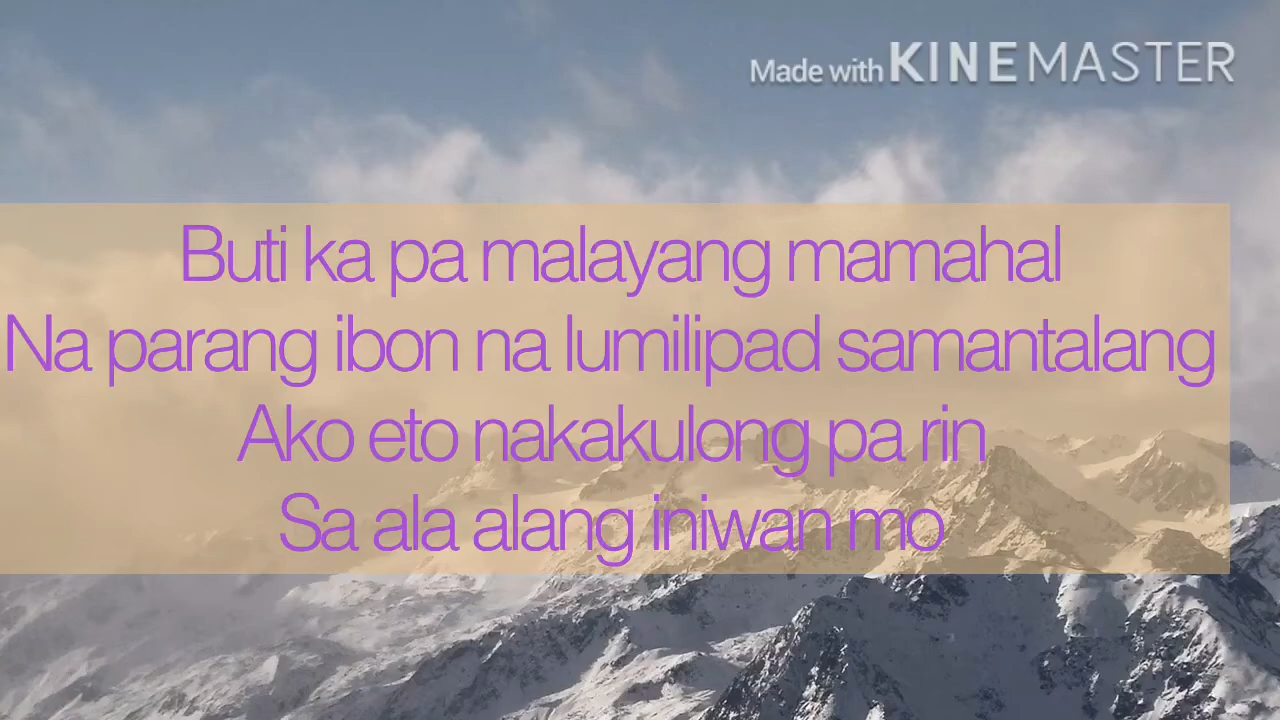 Made with KINEMASTER
Buti ka pa malayang mamahal
Na parang ibon na lumilipad samantalang
Ako eto nakakulong pa rin
Sa ala alang iniwan mo